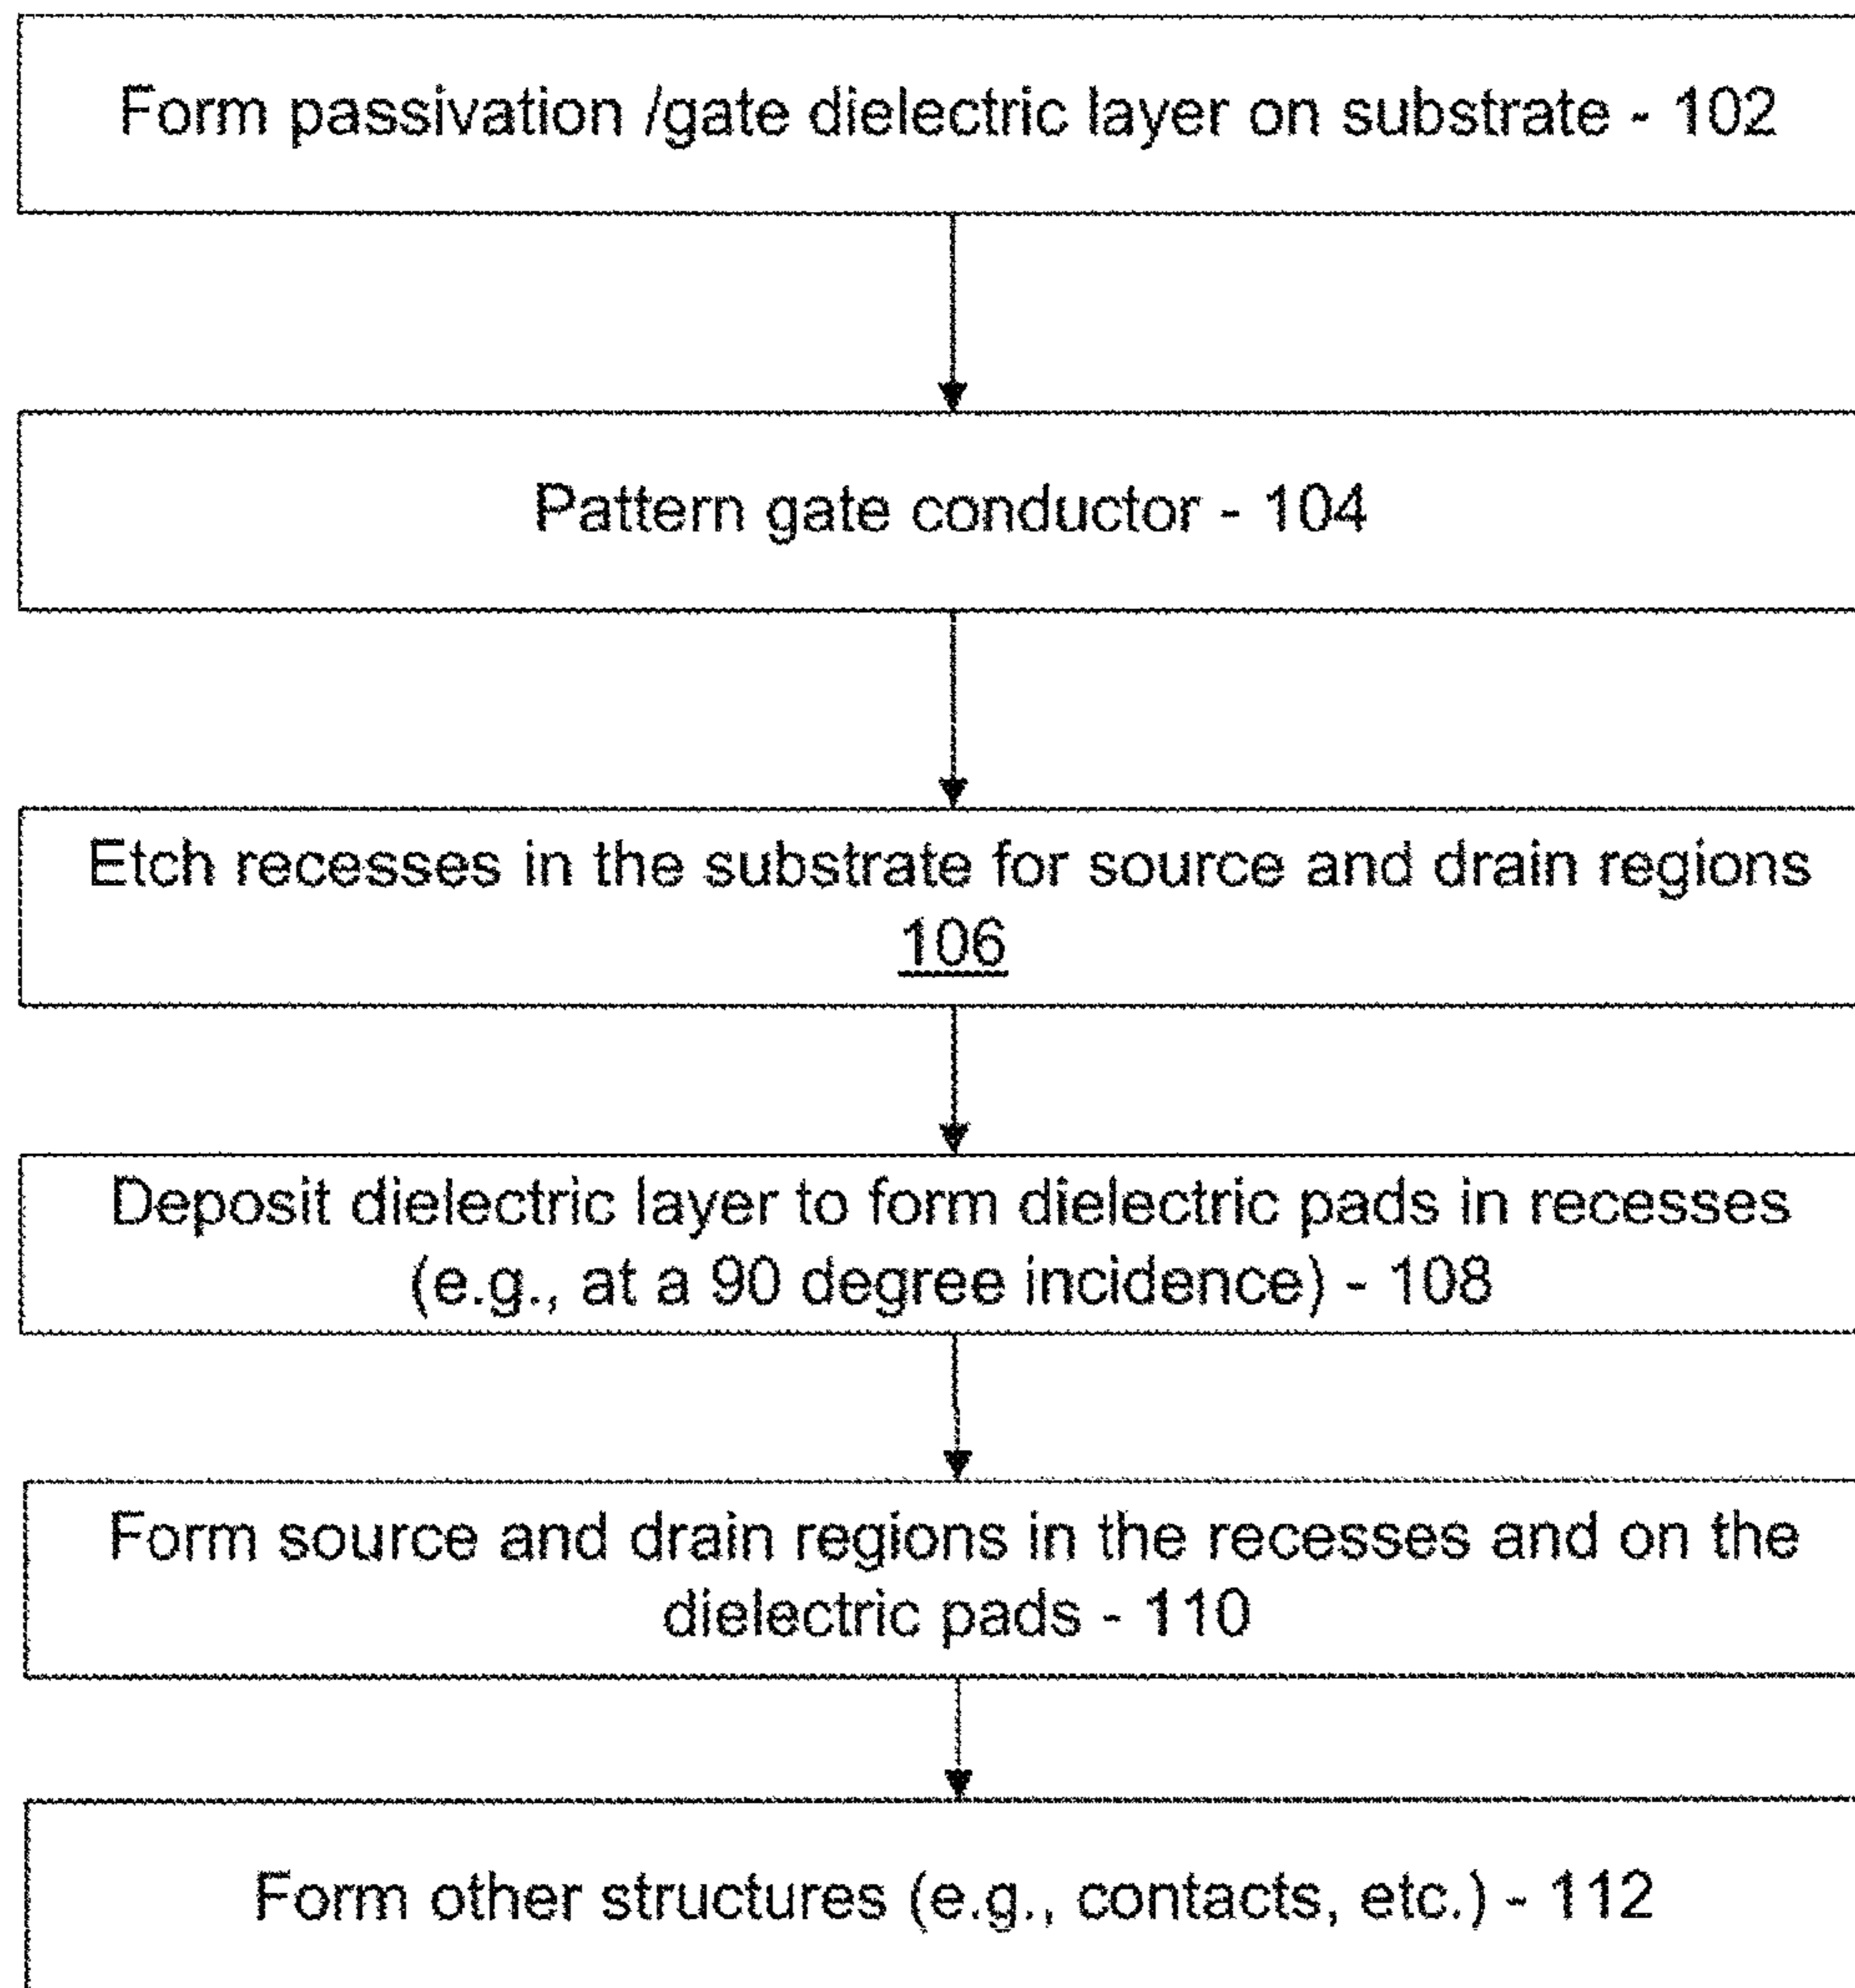 Form passivation /gate dielectric layer on substrate - 102
Pattern gate conductor - 104
Etch recesses in the substrate for source and drain regions
106
Deposit dielectric layer to form dielectric pads in recesses
(e.g., at a 90 degree incidence) - 108
Form source and drain regions in the recesses and on the
dielectric pads - 110
Form other structures (e.g., contacts, etc.) - 112